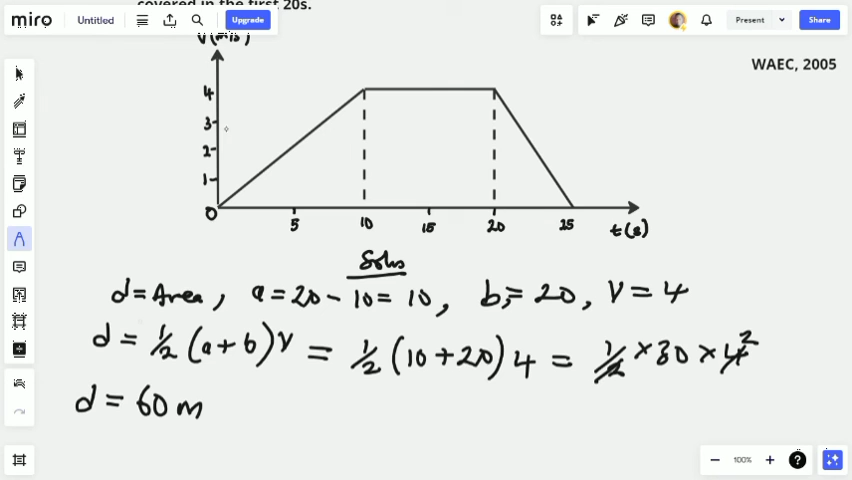 covered in the first 20s.
miro Untitled Upgrade Present Share
V(m/s)
WAEC, 2005
4
3
2
1
0 5 10 15 20 25 t(s)
Soln
d = Area, a = 20 - 10 = 10, b = 20, V = 4
d = 1/2 (a + b) V = 1/2 (10 + 20) 4 = 1/2 × 30 × 4 2
d = 60 m
100%